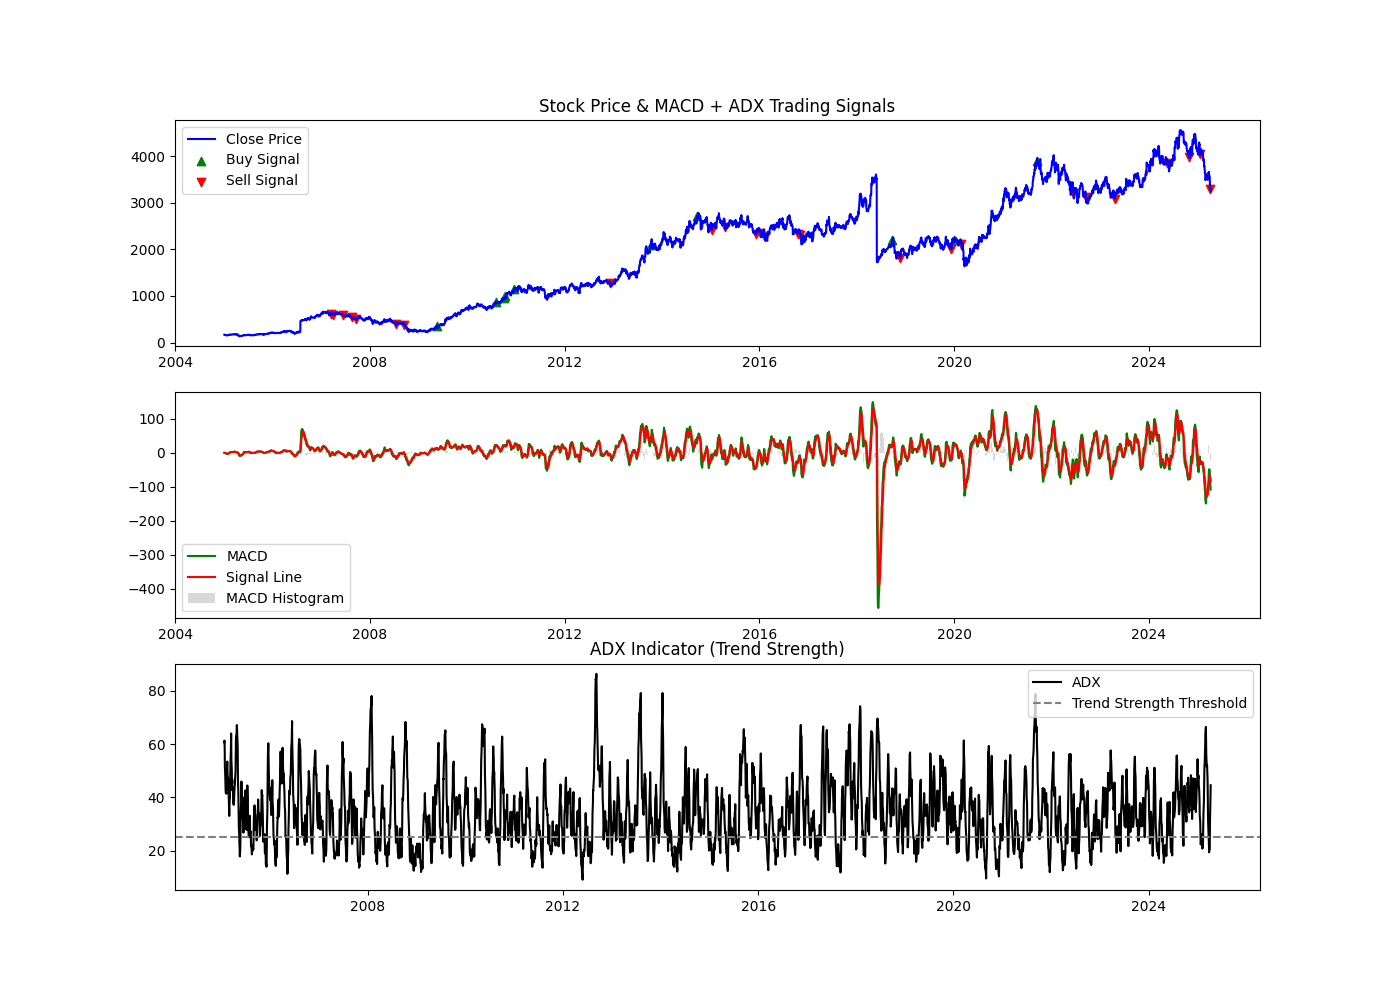 Stock Price & MACD + ADX Trading Signals
Close Price
Buy Signal
Sell Signal
4000
3000
2000
1000
0
2004 2008 2012 2016 2020 2024
100
0
−100
−200
−300
−400
MACD
Signal Line
MACD Histogram
2004 2008 2012 2016 2020 2024
ADX Indicator (Trend Strength)
ADX
Trend Strength Threshold
80
60
40
20
2008 2012 2016 2020 2024